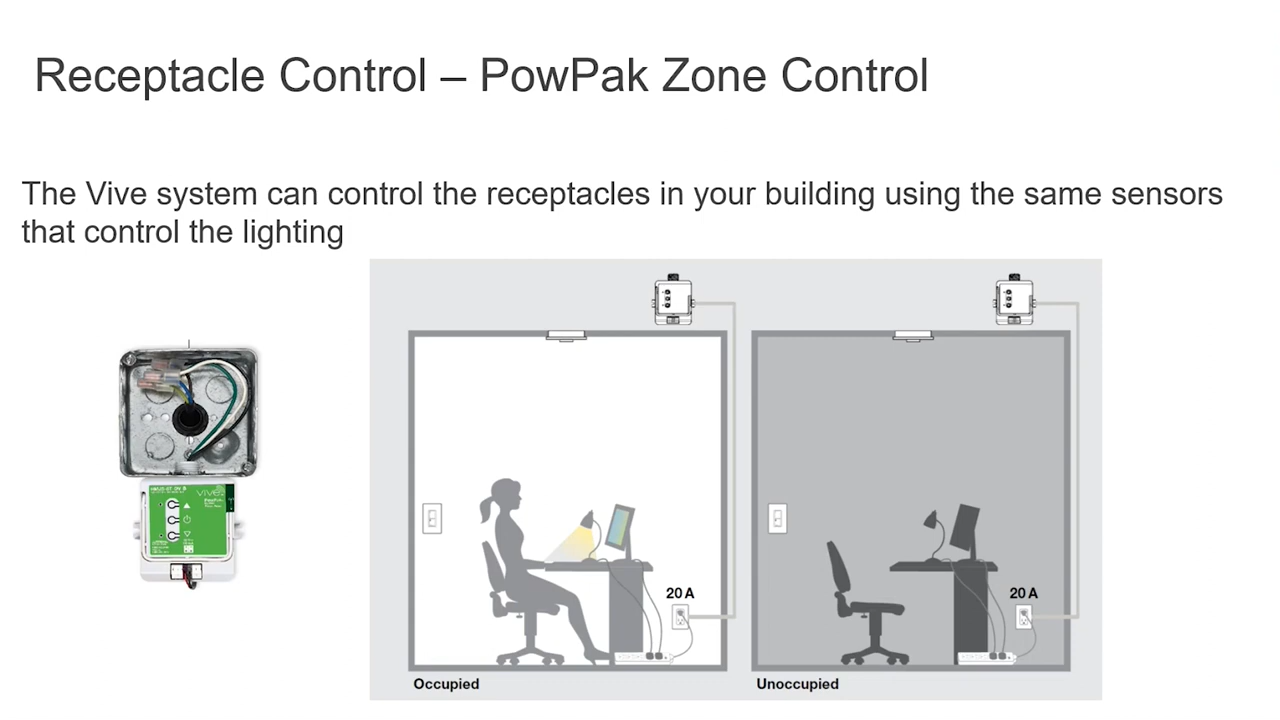 Receptacle Control – PowPak Zone Control
The Vive system can control the receptacles in your building using the same sensors
that control the lighting
vive
20 A
20 A
Occupied
Unoccupied